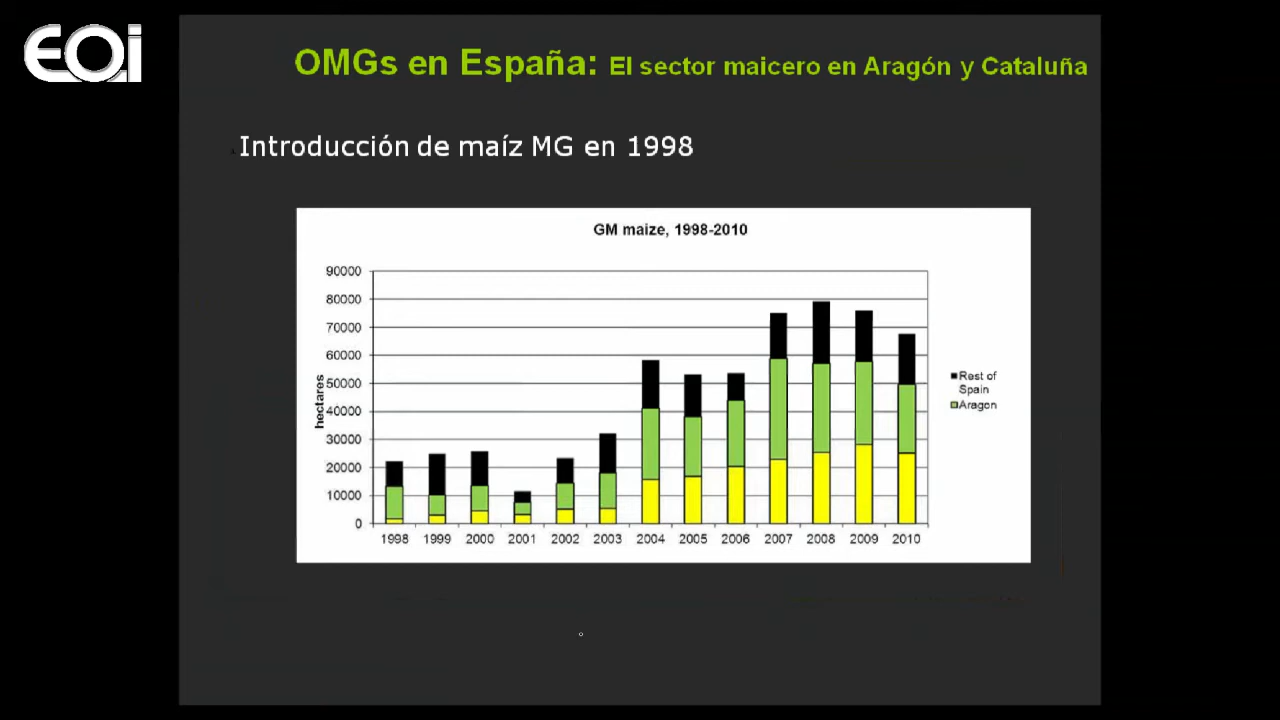 EOI
OMGs en España: El sector maicero en Aragón y Cataluña
Introducción de maíz MG en 1998
GM maize, 1998-2010
hectares
90000
80000
70000
60000
50000
40000
30000
20000
10000
0
1998 1999 2000 2001 2002 2003 2004 2005 2006 2007 2008 2009 2010
Rest of
Spain
Aragon